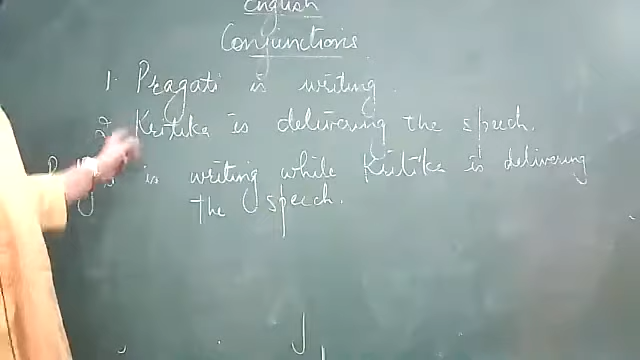 English
Conjunctions.
1. Pragati is writing.
2. Kritika is delivering the speech.
is writing while Kritika is delivering
the speech.